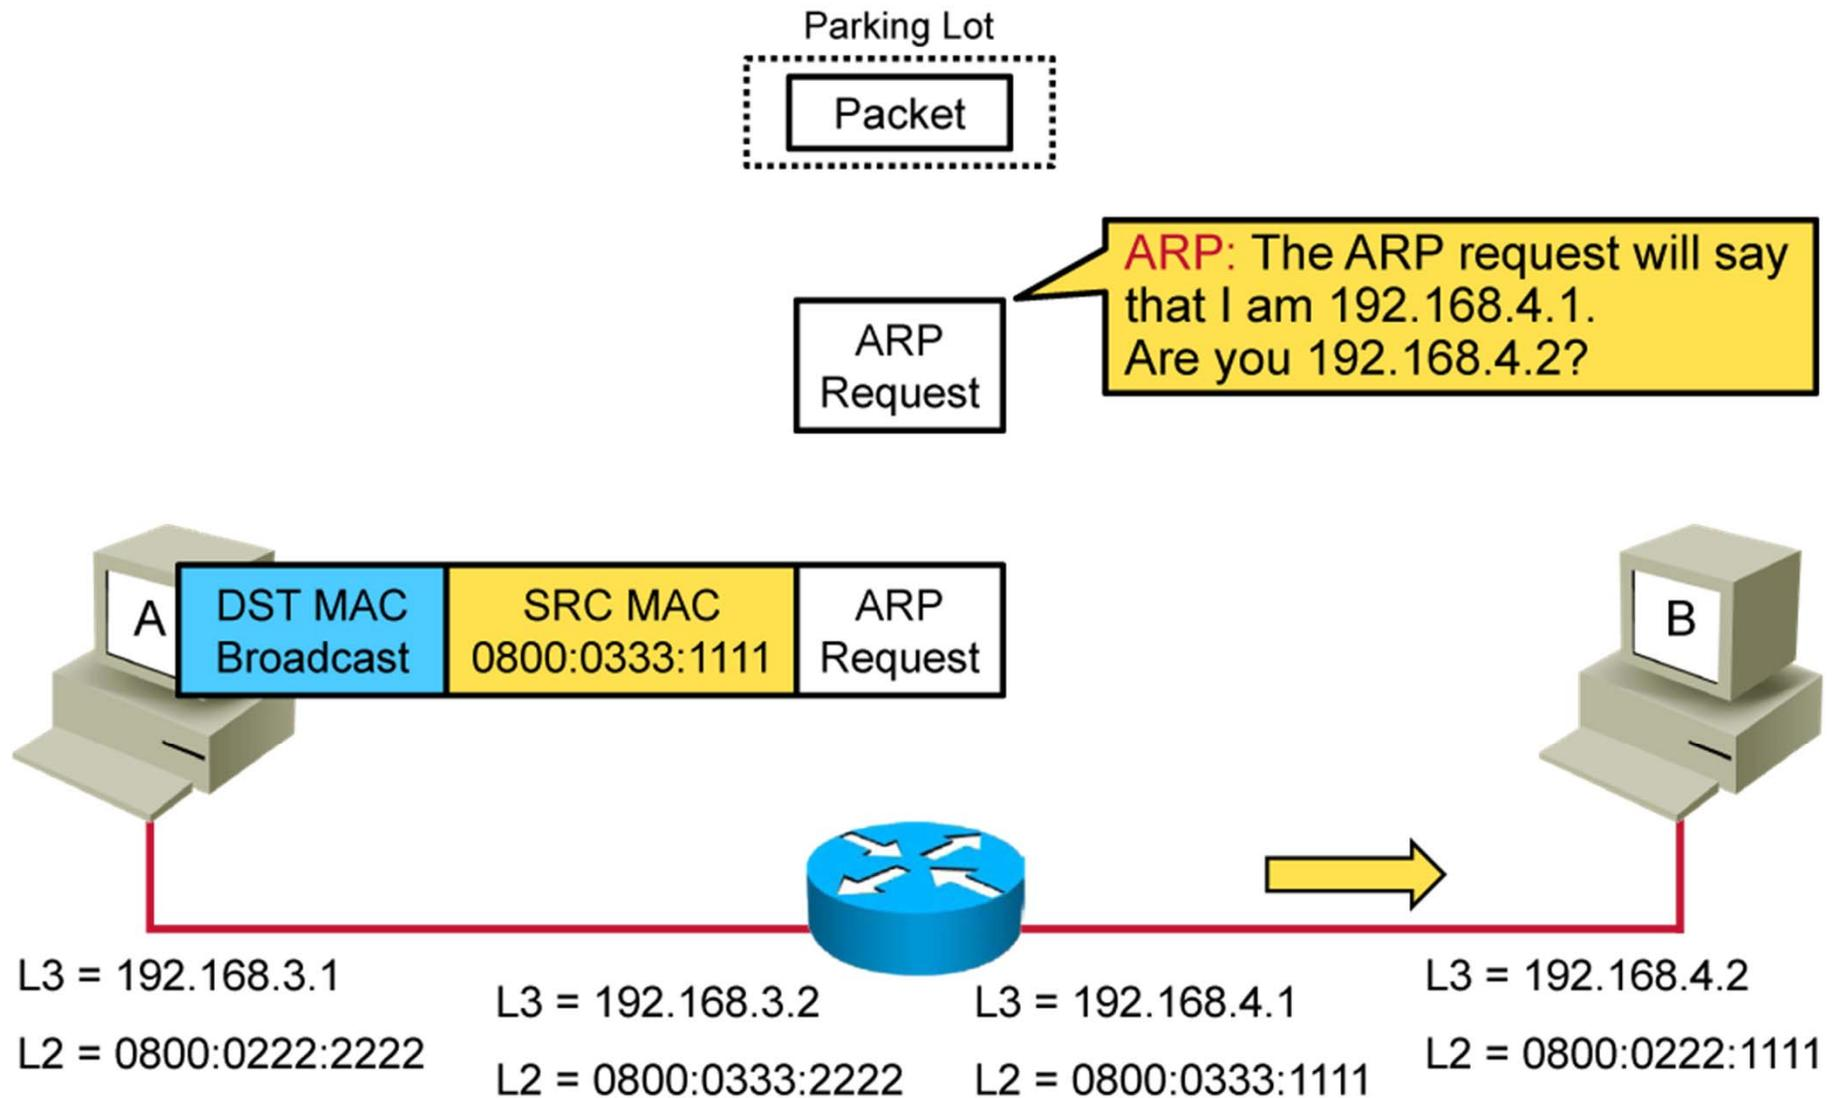 Parking Lot
Packet
ARP: The ARP request will say
that I am 192.168.4.1.
Are you 192.168.4.2?
ARP
Request
A
DST MAC
Broadcast
SRC MAC
0800:0333:1111
ARP
Request
B
L3 = 192.168.3.1
L2 = 0800:0222:2222
L3 = 192.168.3.2
L2 = 0800:0333:2222
L3 = 192.168.4.1
L2 = 0800:0333:1111
L3 = 192.168.4.2
L2 = 0800:0222:1111